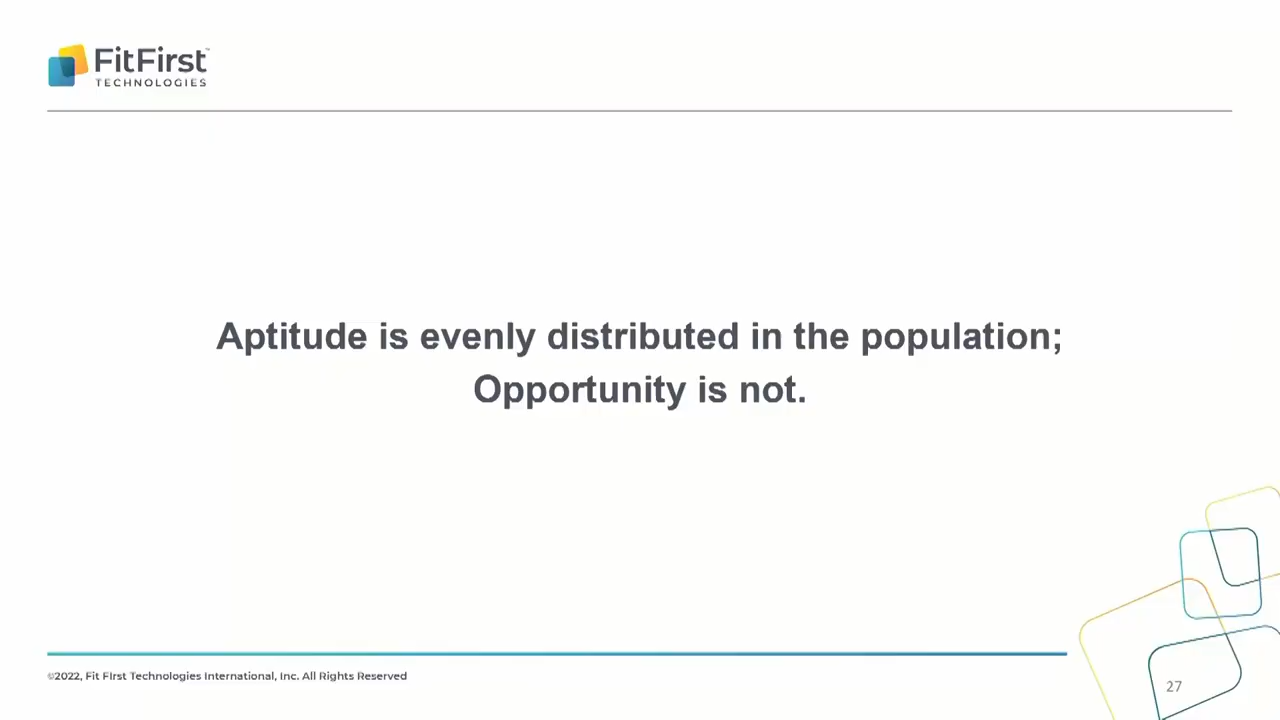 FitFirst™
TECHNOLOGIES
Aptitude is evenly distributed in the population;
Opportunity is not.
©2022, Fit FIrst Technologies International, Inc. All Rights Reserved
27